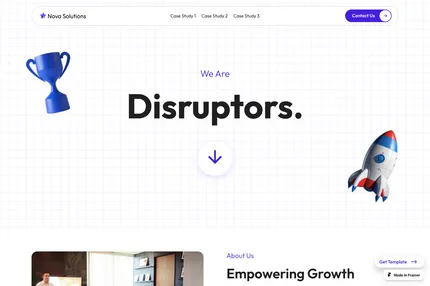 Nova Solutions
Case Study 1 Case Study 2 Case Study 3
Contact Us
We Are
Disruptors.
About Us
Empowering Growth
Get Template
Made in Framer